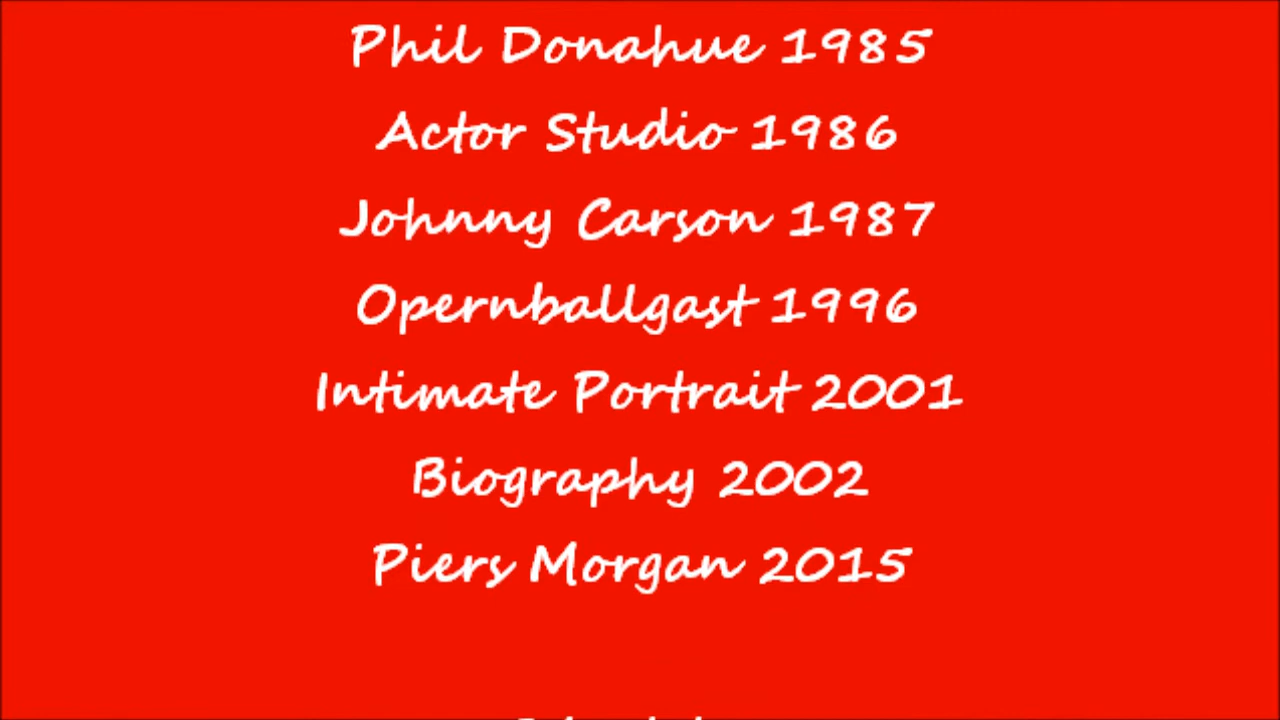 Phil Donahue 1985
Actor Studio 1986
Johnny Carson 1987
Opernballgast 1996
Intimate Portrait 2001
Biography 2002
Piers Morgan 2015